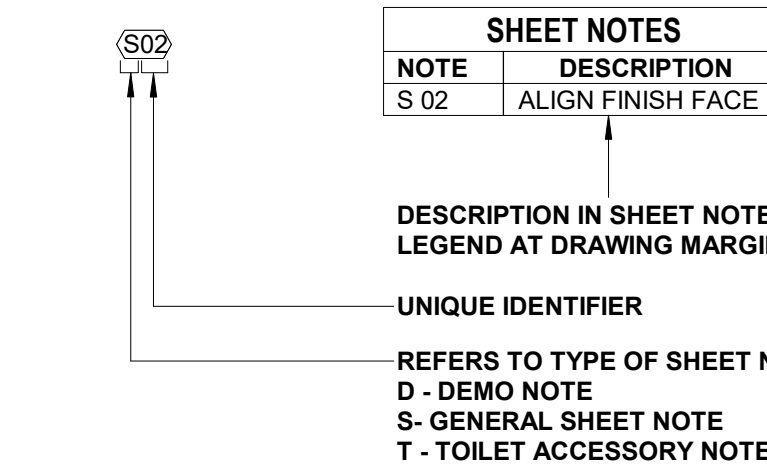 S02
SHEET NOTES
NOTE DESCRIPTION
S 02 ALIGN FINISH FACE
DESCRIPTION IN SHEET NOTE
LEGEND AT DRAWING
UNIQUE IDENTIFIER
REFERS TO TYPE OF SHEET
D - DEMO NOTE
S- GENERAL SHEET NOTE
T - TOILET ACCESSORY NOTE